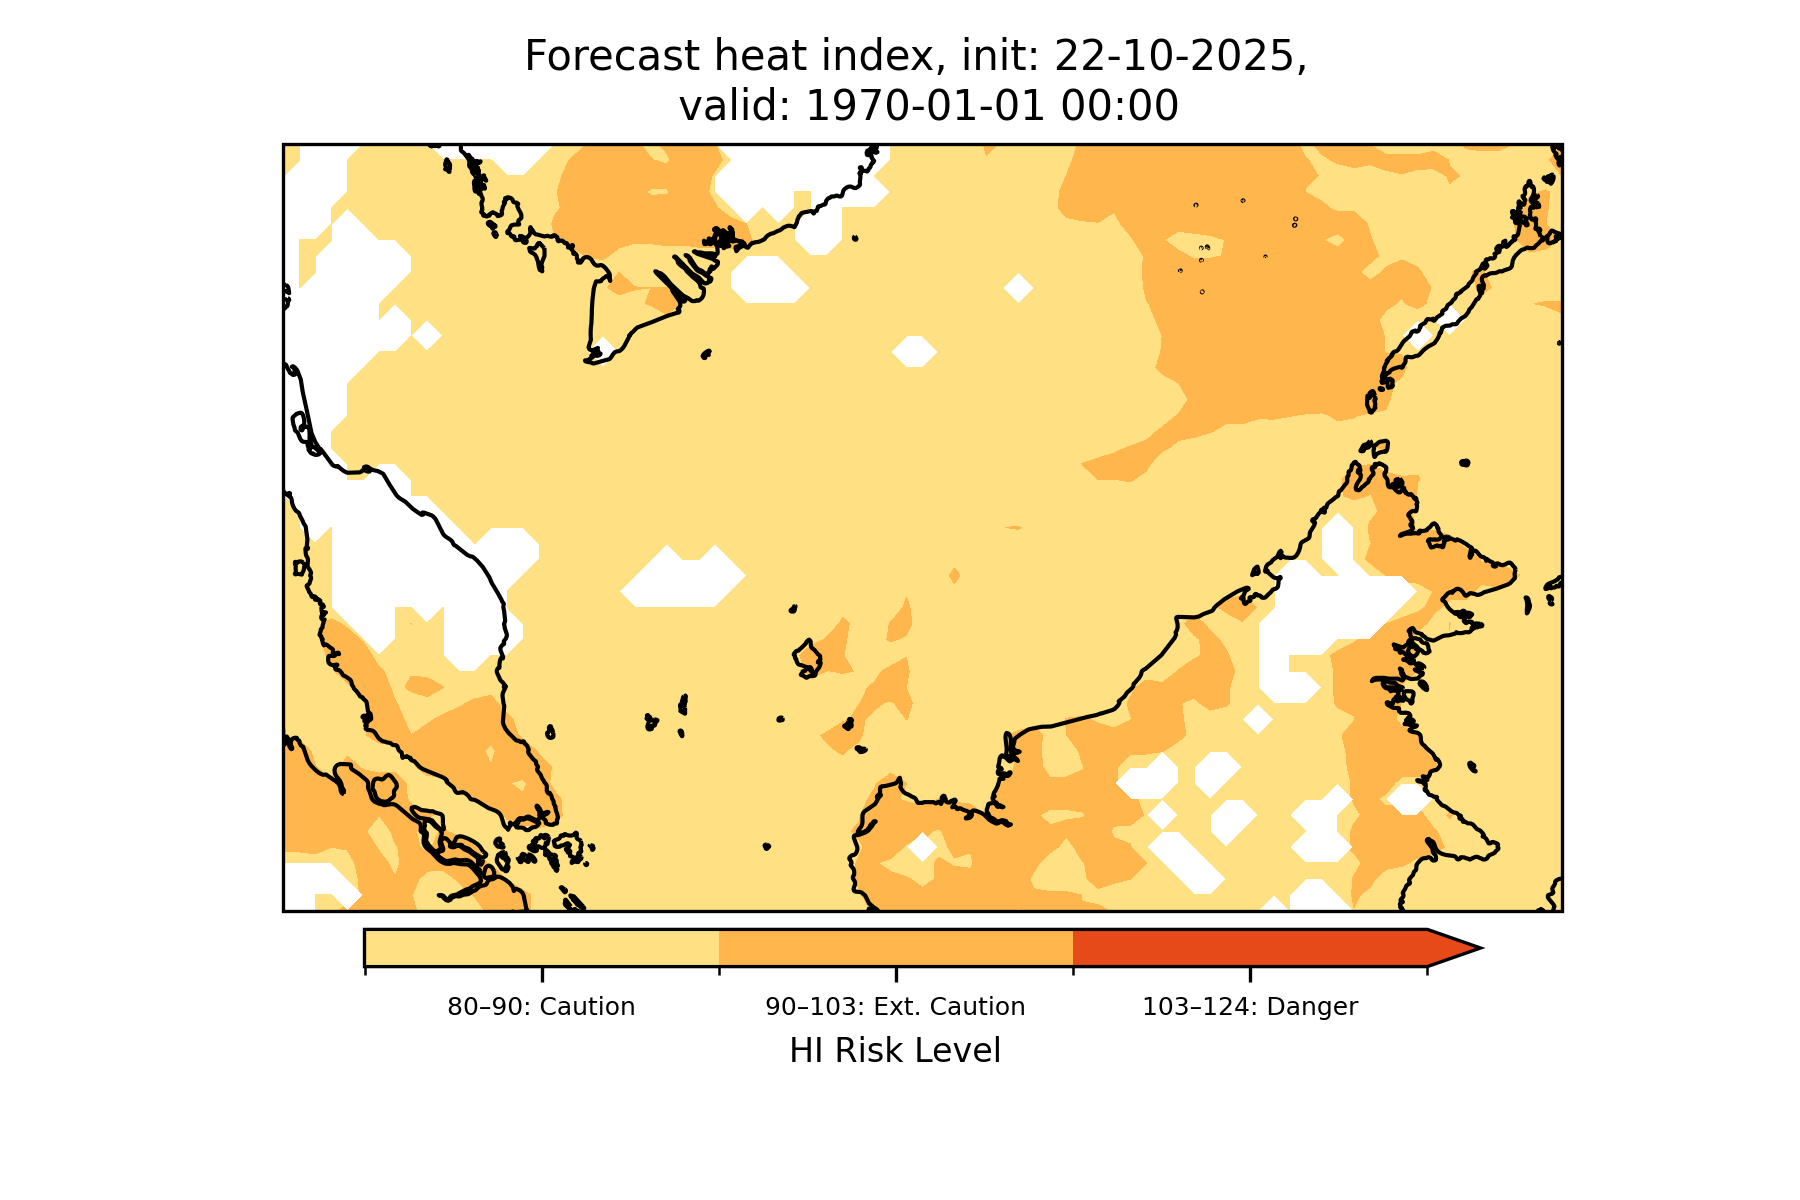 Forecast heat index, init: 22-10-2025,
valid: 1970-01-01 00:00
80–90: Caution
90–103: Ext. Caution
103–124: Danger
HI Risk Level